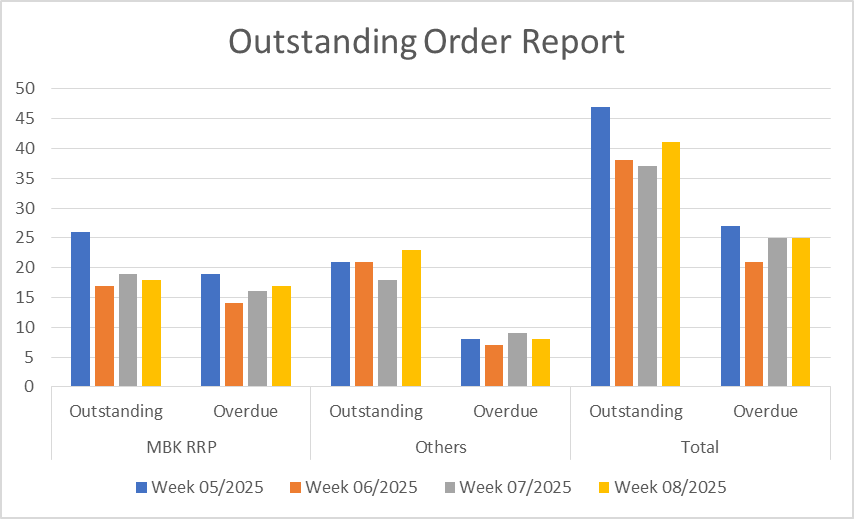 Outstanding Order Report
50
45
40
35
30
25
20
15
10
5
0
Outstanding Overdue Outstanding Overdue Outstanding Overdue
MBK RRP Others Total
Week 05/2025 Week 06/2025 Week 07/2025 Week 08/2025